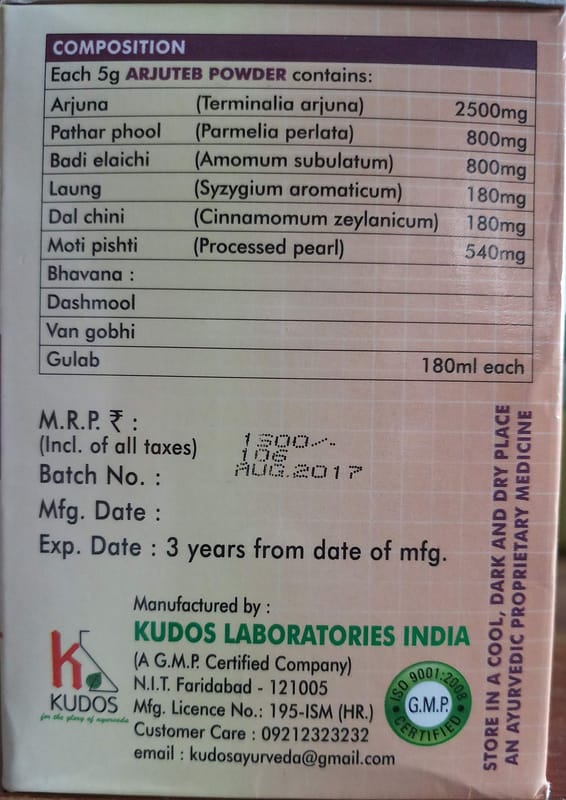 COMPOSITION
Each 5g ARJUTEB POWDER contains:
Arjuna (Terminalia arjuna) 2500mg
Pathar phool (Parmelia perlata) 800mg
Badi elaichi (Amomum subulatum) 800mg
Laung (Syzygium aromaticum) 180mg
Dal chini (Cinnamomum zeylanicum) 180mg
Moti pishti (Processed pearl) 540mg
Bhavana :
Dashmool
Van gobhi
Gulab 180ml each
M.R.P. ₹ : 1300/-
(Incl. of all taxes) 106
Batch No. : AUG.2017
Mfg. Date :
Exp. Date : 3 years from date of mfg.
Manufactured by :
KUDOS LABORATORIES INDIA
(A G.M.P. Certified Company)
N.I.T. Faridabad - 121005
Mfg. Licence No.: 195-ISM (HR.)
Customer Care : 09212323232
email : kudosayurveda@gmail.com
k
KUDOS
for the glory of ayurveda
ISO 9001:2008
G.M.P.
CERTIFIED
STORE IN A COOL, DARK AND DRY PLACE
AN AYURVEDIC PROPRIETARY MEDICINE